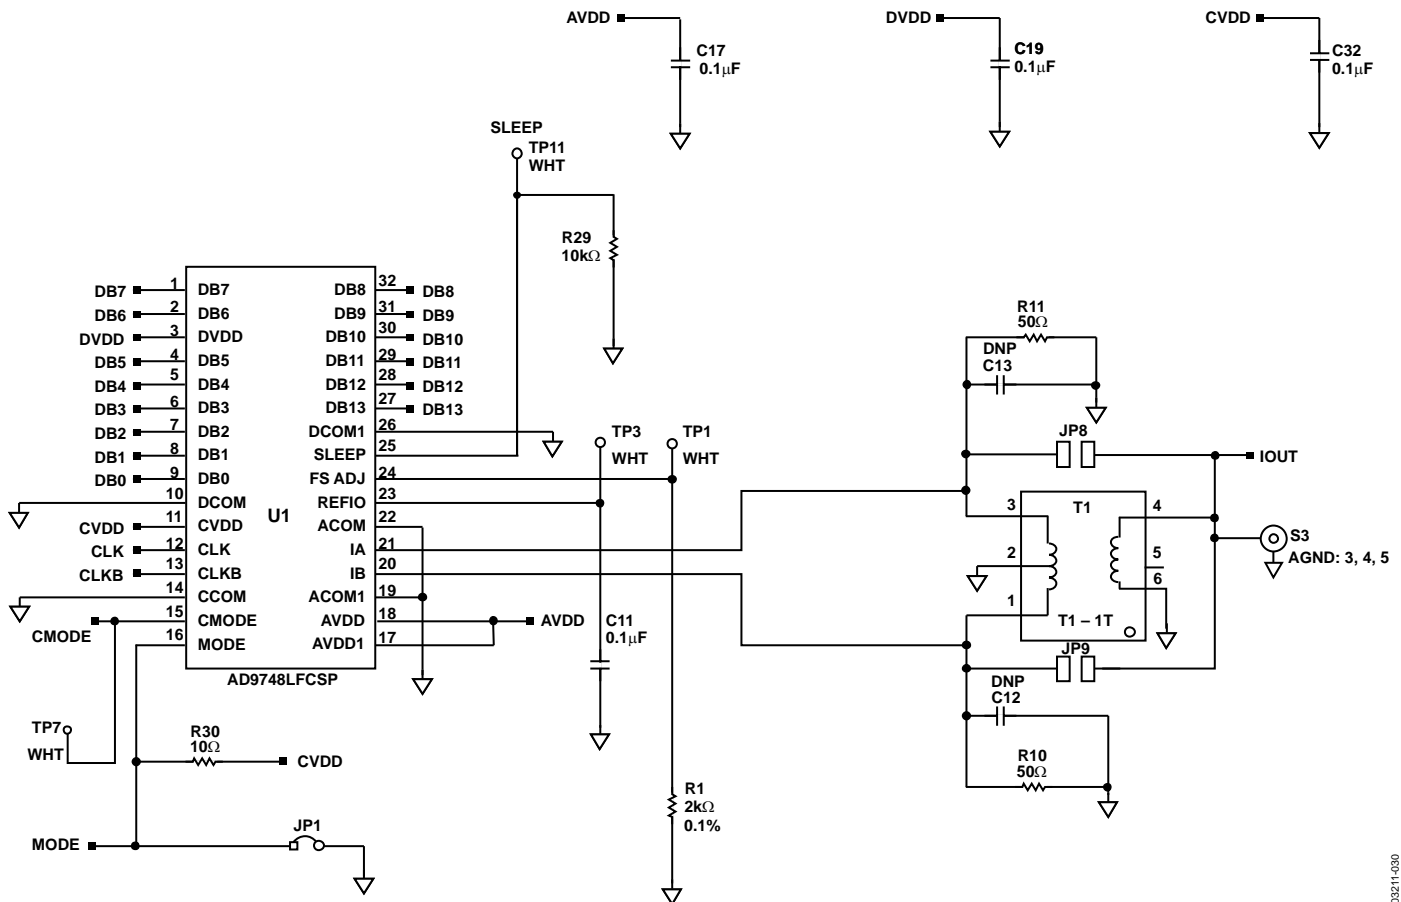 AVDD
C17
0.1μF
DVDD
C19
0.1μF
CVDD
C32
0.1μF
SLEEP
TP11
WHT
R29
10kΩ
DB7 1 DB7
DB6 2 DB6
DVDD 3 DVDD
DB5 4 DB5
DB4 5 DB4
DB3 6 DB3
DB2 7 DB2
DB1 8 DB1
DB0 9 DB0
10 DCOM
CVDD 11 CVDD
CLK 12 CLK
CLKB 13 CLKB
14 CCOM
CMODE 15 CMODE
16 MODE
U1
DB8 32 DB8
DB9 31 DB9
DB10 30 DB10
DB11 29 DB11
DB12 28 DB12
DB13 27 DB13
DCOM1 26
SLEEP 25
FS ADJ 24
REFIO 23
ACOM 22
IA 21
IB 20
ACOM1 19
AVDD 18 AVDD
AVDD1 17
AD9748LFCSP
TP3
WHT
TP1
WHT
C11
0.1μF
R1
2kΩ
0.1%
TP7
WHT
R30
10Ω
CVDD
MODE
JP1
R11
50Ω
DNP
C13
JP8
IOUT
3
2
1
T1
4
5
6
T1 – 1T
S3
AGND: 3, 4, 5
JP9
DNP
C12
R10
50Ω
03211-030